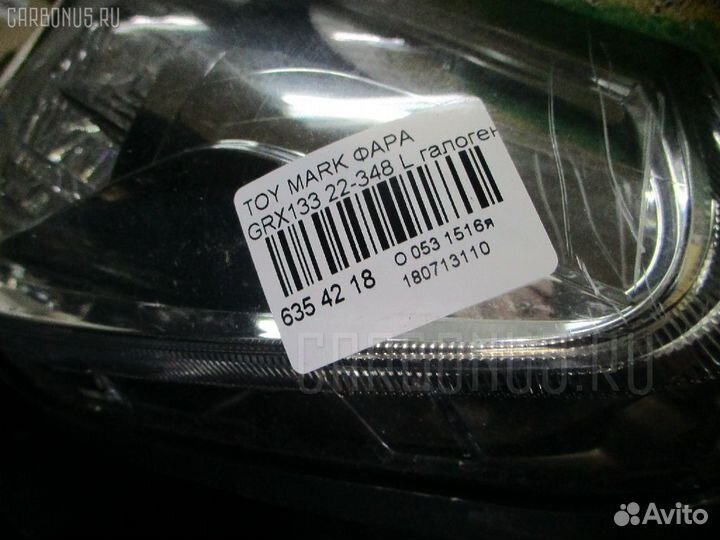 CARBONUS.RU
TOY MARK ФАРА
GRX133 22-348 L галоген
635 42 18
О 053 1516я
180713110
CARBONUS.RU
Avito